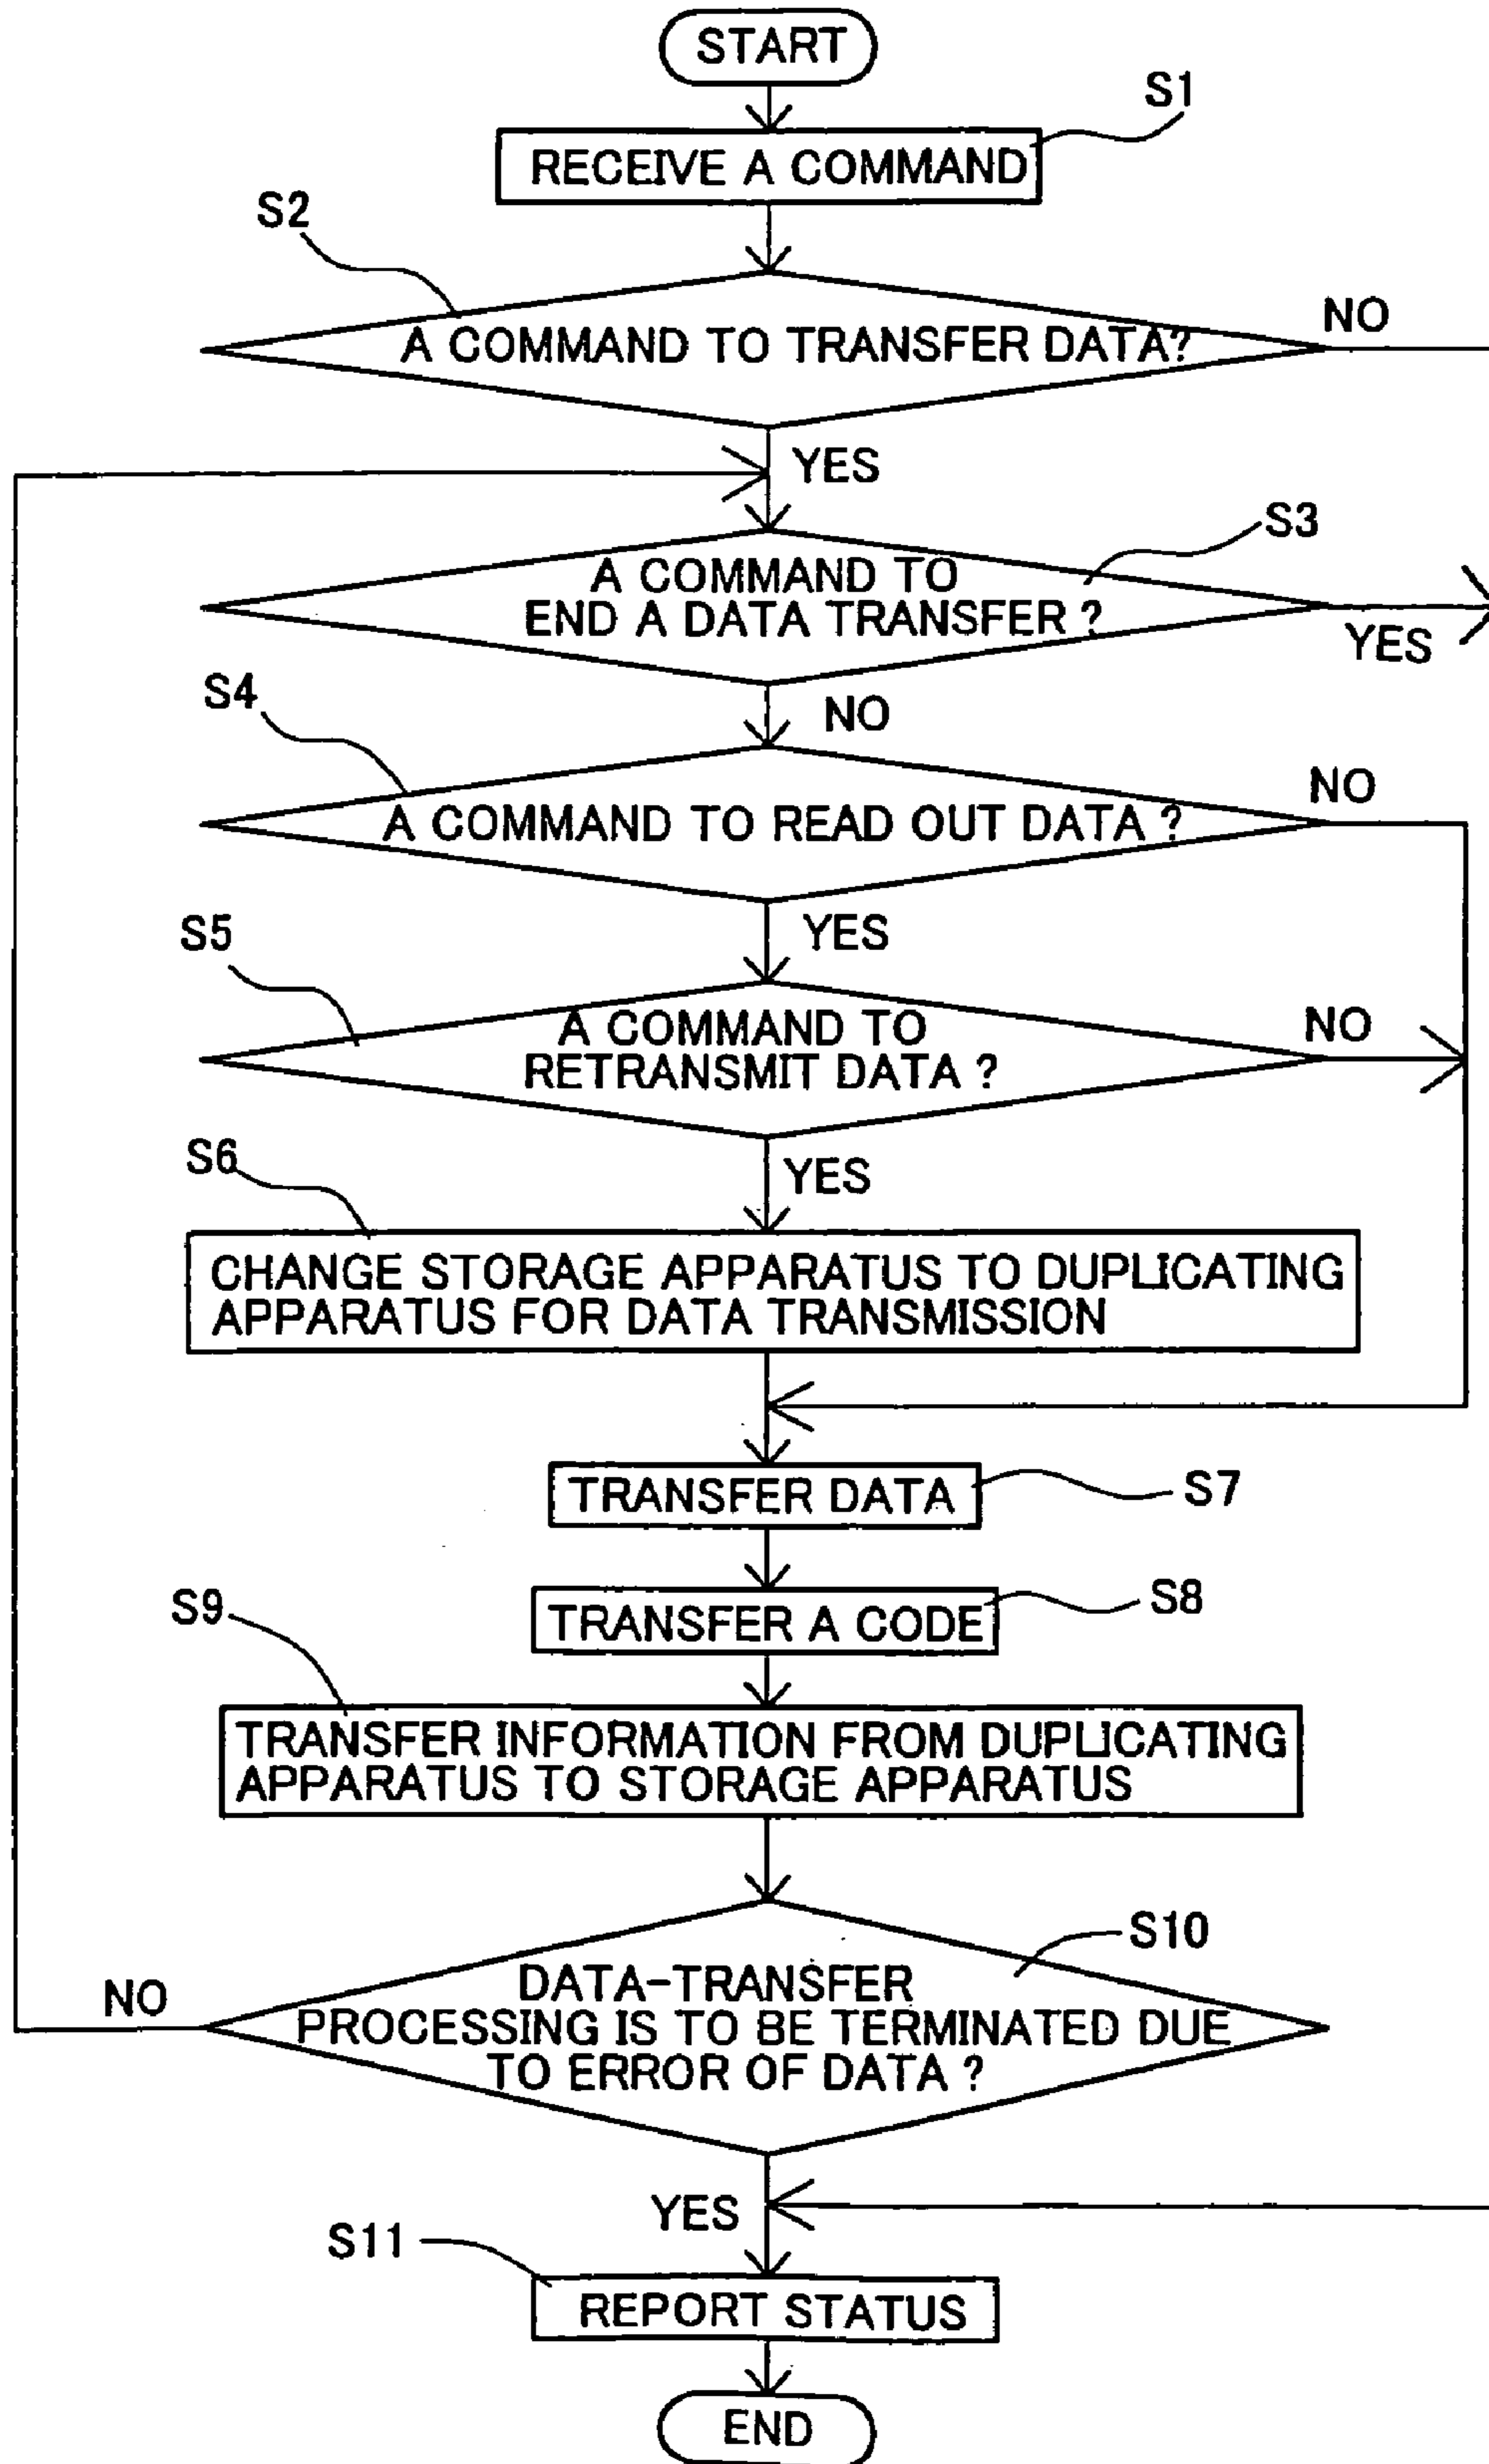 START
S1
RECEIVE A COMMAND
S2
A COMMAND TO TRANSFER DATA?
NO
YES
S3
A COMMAND TO
END A DATA TRANSFER ?
YES
NO
S4
A COMMAND TO READ OUT DATA ?
NO
YES
S5
A COMMAND TO
RETRANSMIT DATA ?
NO
YES
S6
CHANGE STORAGE APPARATUS TO DUPLICATING
APPARATUS FOR DATA TRANSMISSION
TRANSFER DATA
S7
TRANSFER A CODE
S8
S9
TRANSFER INFORMATION FROM DUPLICATING
APPARATUS TO STORAGE APPARATUS
S10
NO
DATA-TRANSFER
PROCESSING IS TO BE TERMINATED DUE
TO ERROR OF DATA ?
YES
S11
REPORT STATUS
END